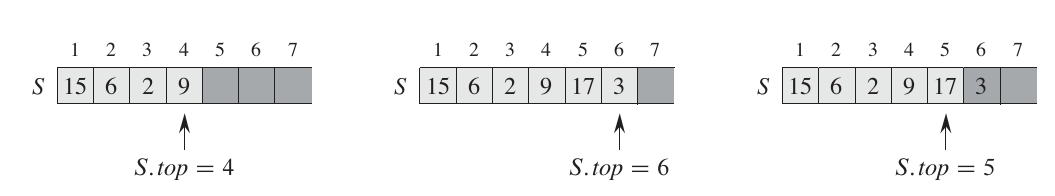 1 2 3 4 5 6 7
S 15 6 2 9
S.top = 4
1 2 3 4 5 6 7
S 15 6 2 9 17 3
S.top = 6
1 2 3 4 5 6 7
S 15 6 2 9 17 3
S.top = 5